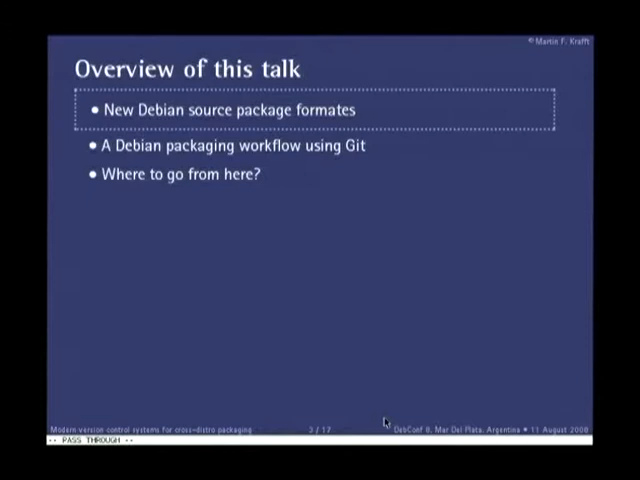 © Martin F. Krafft
Overview of this talk
• New Debian source package formates
• A Debian packaging workflow using Git
• Where to go from here?
Modern version control systems for cross-distro packaging
3 / 17
DebConf 8, Mar Del Plata, Argentina • 11 August 2008
-- PASS THROUGH --